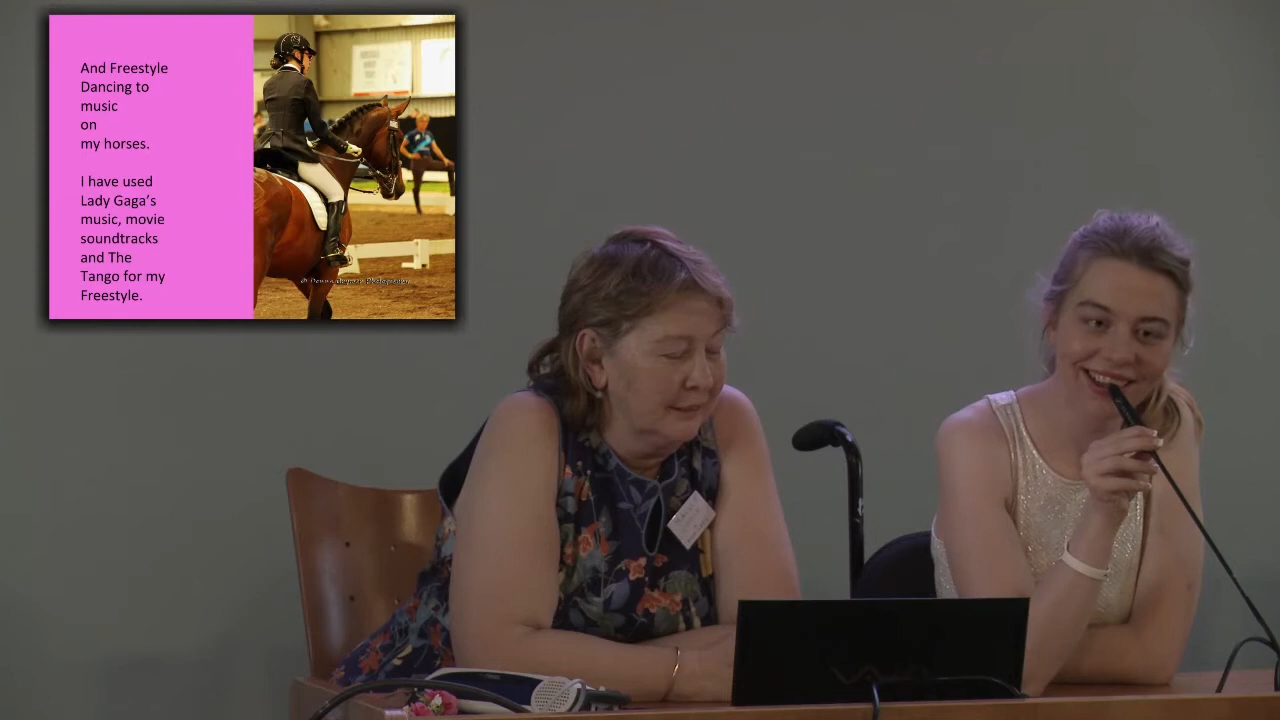 And Freestyle
Dancing to
music
on
my horses.
I have used
Lady Gaga's
music, movie
soundtracks
and The
Tango for my
Freestyle.
VAIO